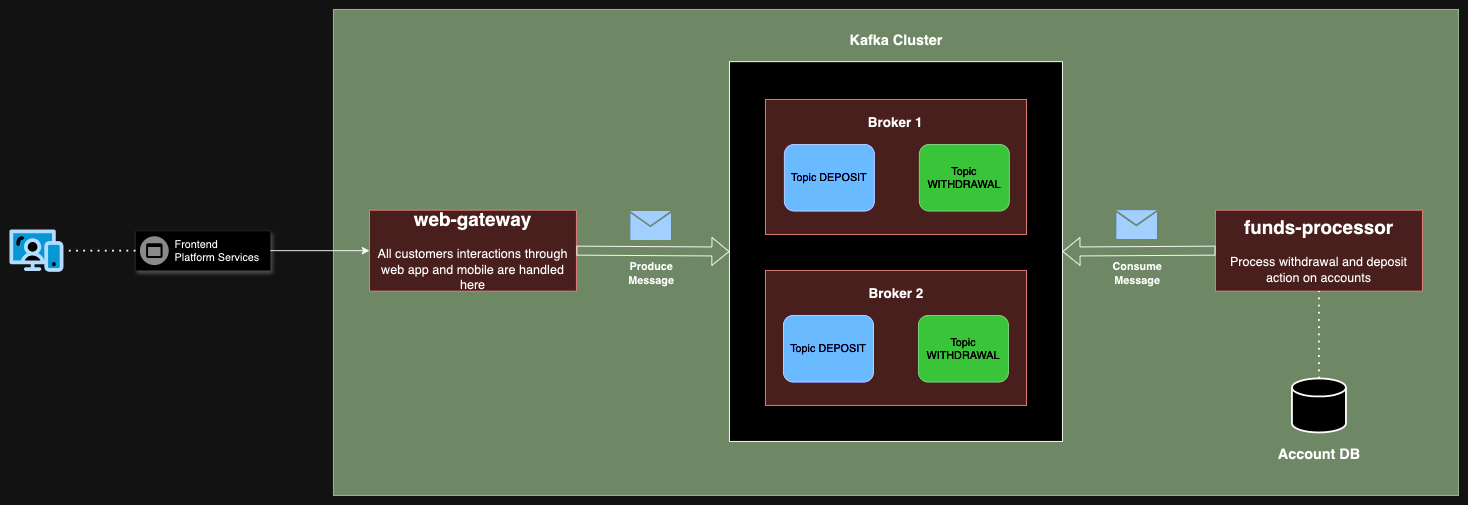 Kafka Cluster
Broker 1
Topic DEPOSIT
Topic
WITHDRAWAL
Frontend
Platform Services
web-gateway
All customers interactions through
web app and mobile are handled
here
Produce
Message
Consume
Message
funds-processor
Process withdrawal and deposit
action on accounts
Broker 2
Topic DEPOSIT
Topic
WITHDRAWAL
Account DB